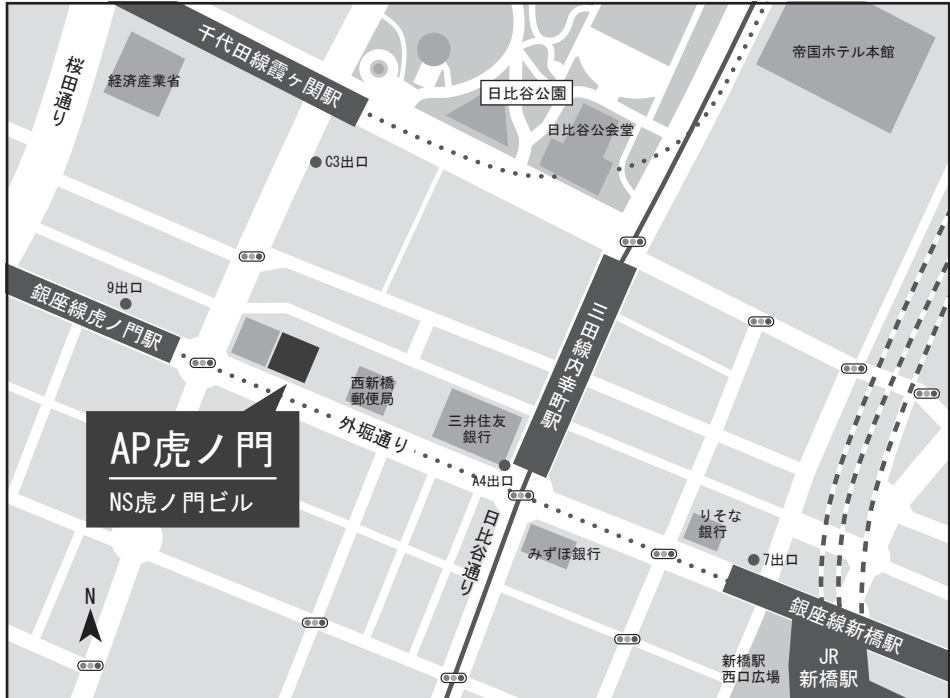 千代田線霞ヶ関駅
帝国ホテル本館
桜田通り
経済産業省
日比谷公園
日比谷公会堂
C3出口
9出口
銀座線虎ノ門駅
三田線内幸町駅
西新橋
郵便局
三井住友
銀行
外堀通り
AP虎ノ門
NS虎ノ門ビル
A4出口
日比谷通り
みずほ銀行
りそな
銀行
7出口
N
銀座線新橋駅
新橋駅
西口広場
JR
新橋駅